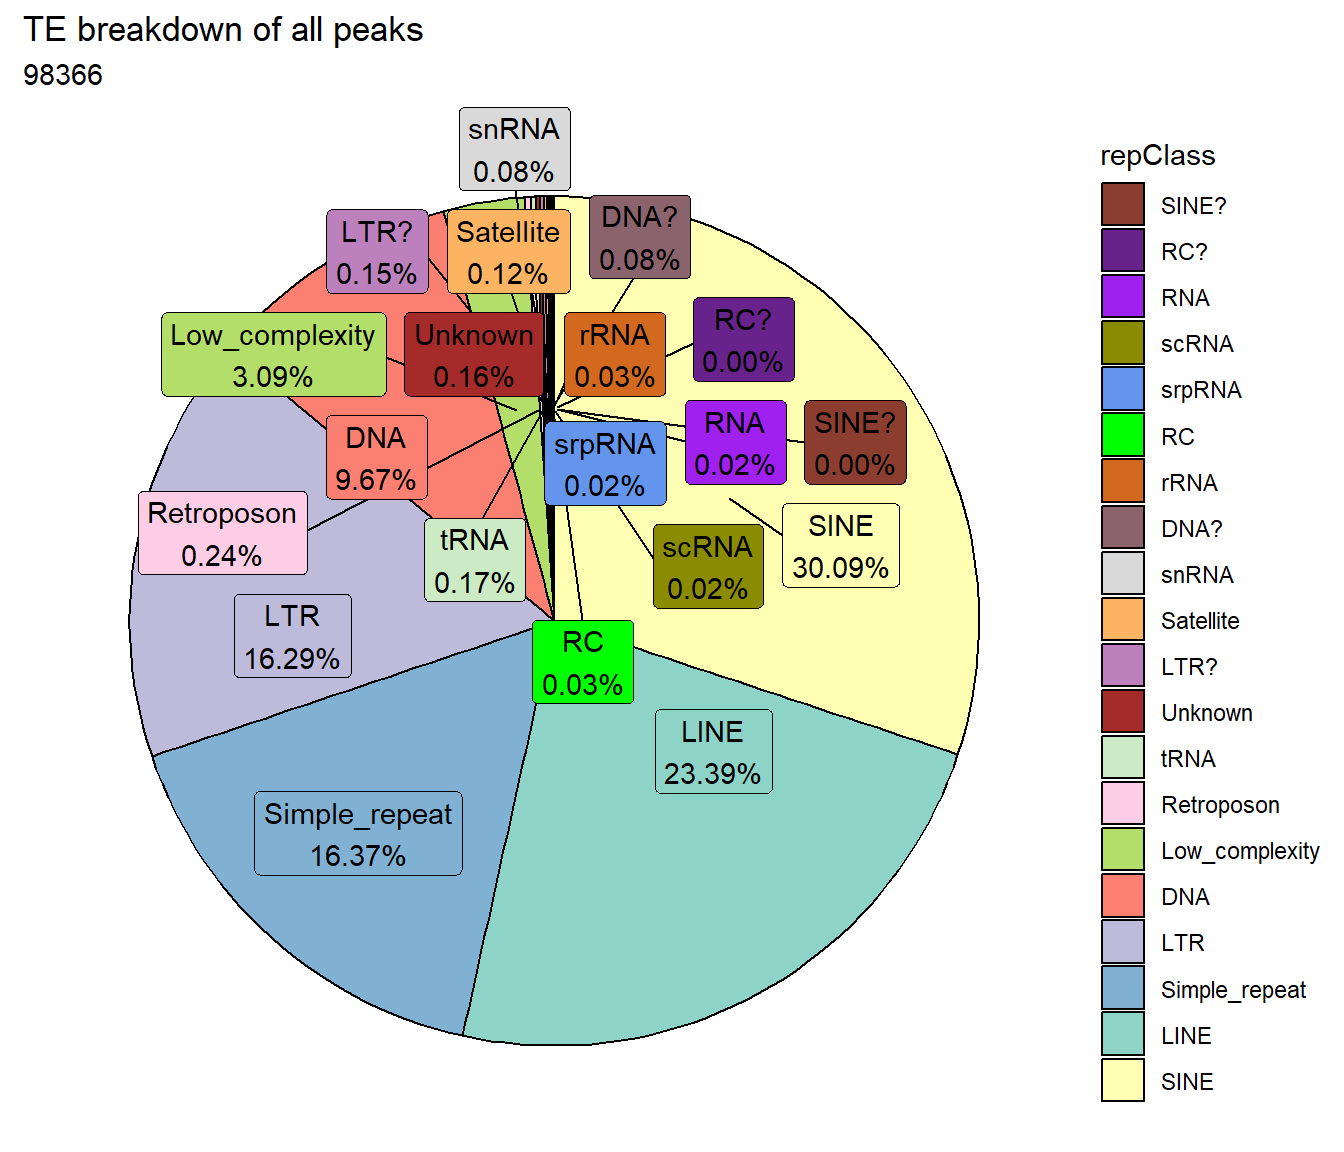 TE breakdown of all peaks
98366
snRNA
0.08%
LTR?
0.15%
Satellite
0.12%
DNA?
0.08%
Low_complexity
3.09%
Unknown
0.16%
rRNA
0.03%
RC?
0.00%
DNA
9.67%
srpRNA
0.02%
RNA
0.02%
SINE?
0.00%
Retroposon
0.24%
tRNA
0.17%
scRNA
0.02%
SINE
30.09%
LTR
16.29%
RC
0.03%
LINE
23.39%
Simple_repeat
16.37%
repClass
SINE?
RC?
RNA
scRNA
srpRNA
RC
rRNA
DNA?
snRNA
Satellite
LTR?
Unknown
tRNA
Retroposon
Low_complexity
DNA
LTR
Simple_repeat
LINE
SINE